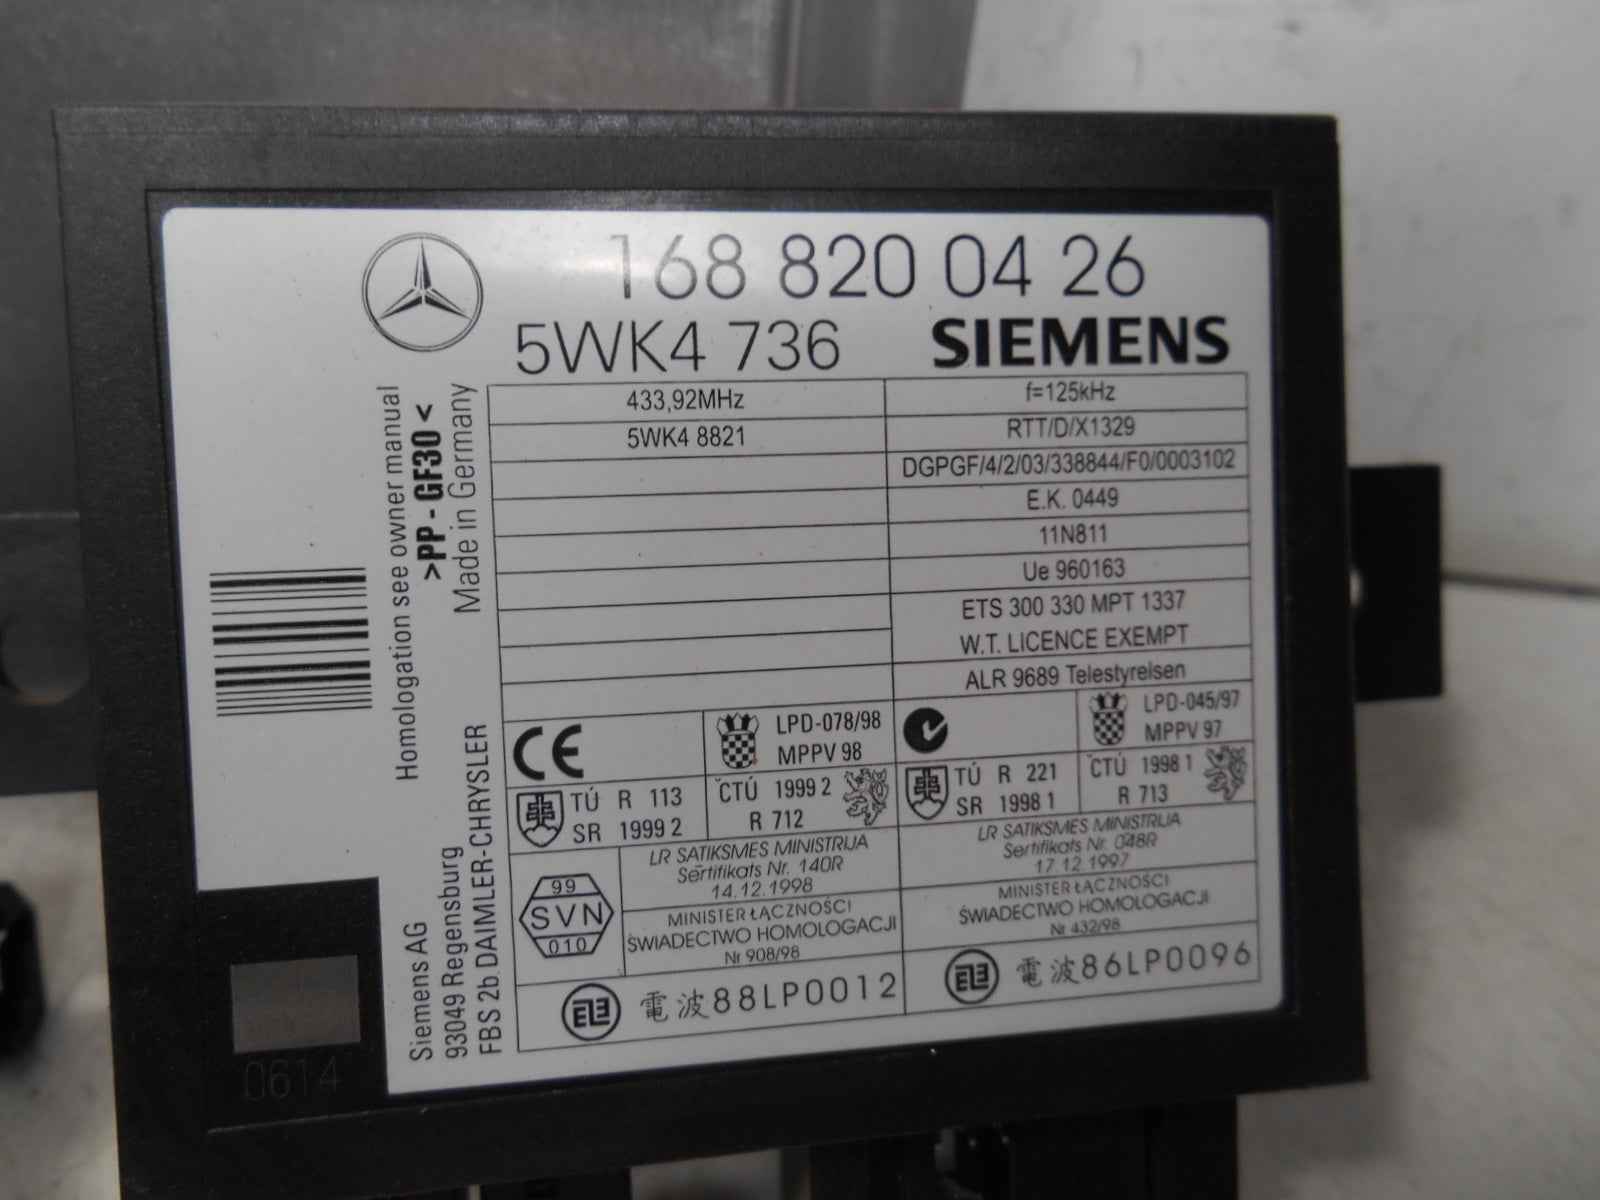 168 820 04 26
5WK4 736
SIEMENS
433,92MHz
5WK4 8821
f=125kHz
RTT/D/X1329
DGPGF/4/2/03/338844/F0/0003102
E.K. 0449
11N811
Ue 960163
ETS 300 330 MPT 1337
W.T. LICENCE EXEMPT
ALR 9689 Telestyrelsen
CE
LPD-078/98
MPPV 98
LPD-045/97
MPPV 97
TÚ R 113
SR 1999 2
ČTÚ 1999 2
R 712
TÚ R 221
SR 1998 1
ČTÚ 1998 1
R 713
99
SVN
010
LR SATIKSMES MINISTRIJA
Sertifikats Nr. 140R
14.12.1998
MINISTER ŁĄCZNOŚCI
ŚWIADECTWO HOMOLOGACJI
Nr 908/98
LR SATIKSMES MINISTRIJA
Sertifikats Nr. 048R
17.12.1997
MINISTER ŁĄCZNOŚCI
ŚWIADECTWO HOMOLOGACJI
Nr 432/98
電波88LP0012
電波86LP0096
Homologation see owner manual
>PP-GF30<
Made in Germany
Siemens AG
93049 Regensburg
FBS 2b DAIMLER-CHRYSLER
0614